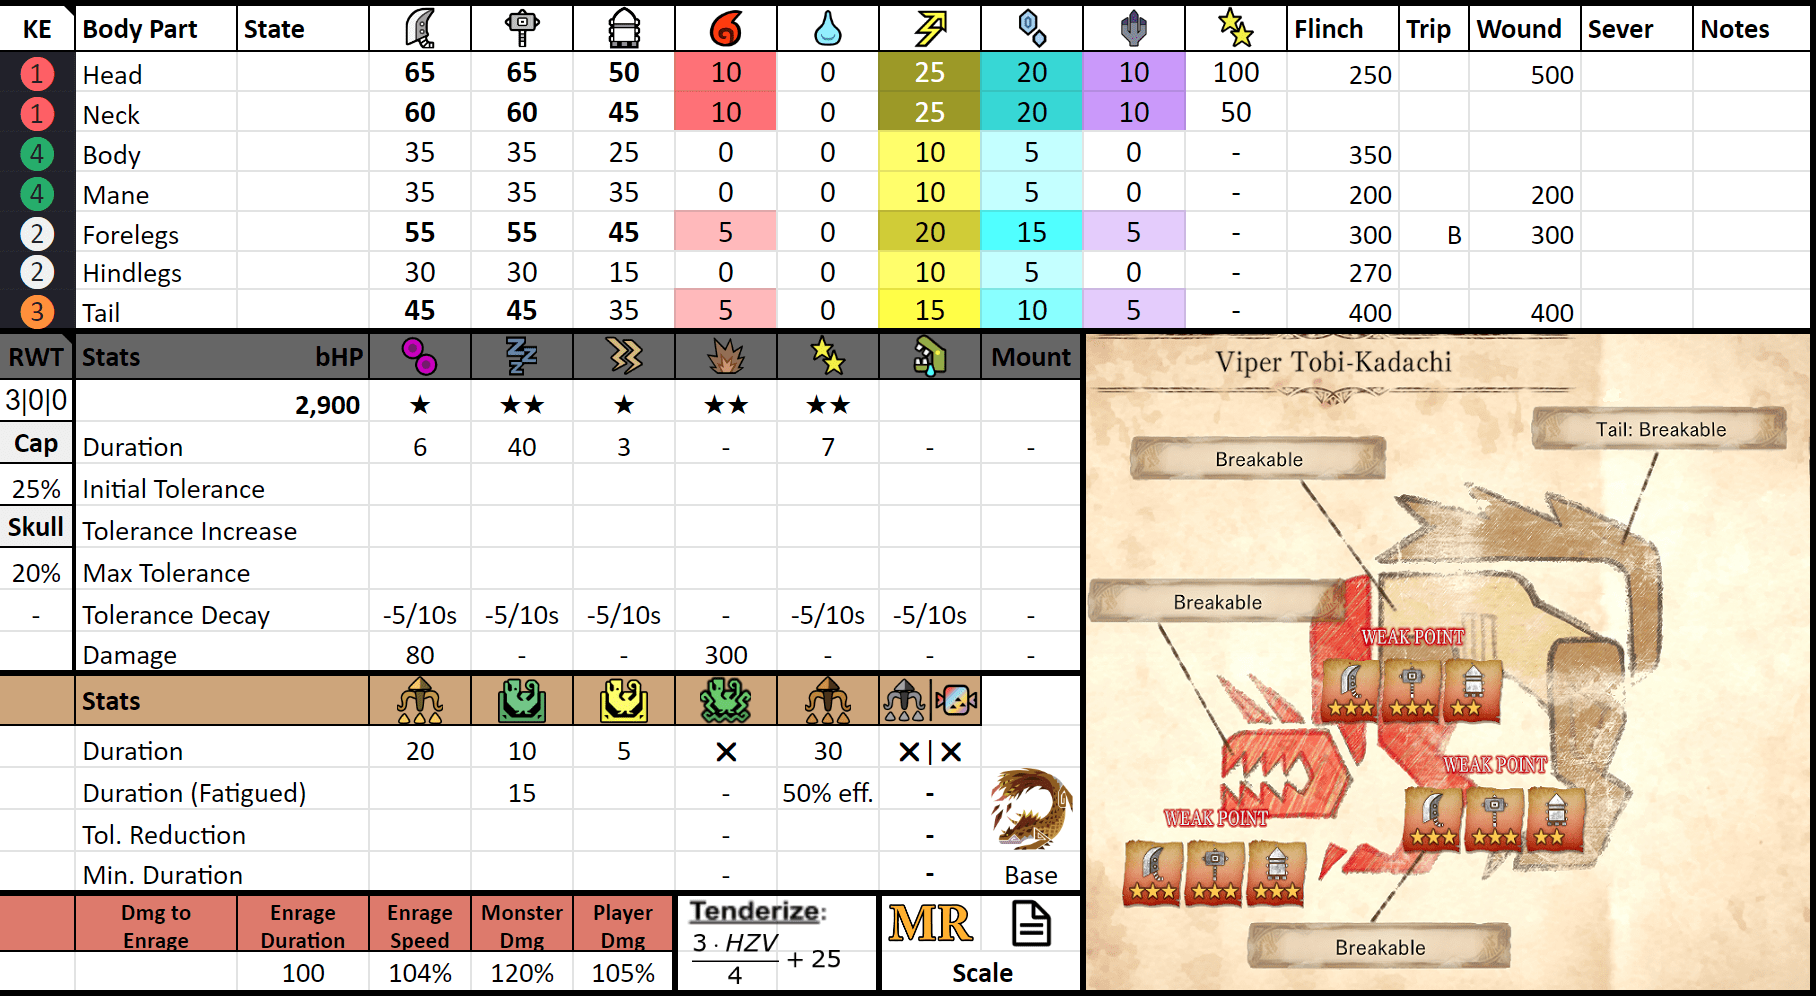 KE Body Part State Flinch Trip Wound Sever Notes
1 Head 65 65 50 10 0 25 20 10 100 250 500
1 Neck 60 60 45 10 0 25 20 10 50
4 Body 35 35 25 0 0 10 5 0 - 350
4 Mane 35 35 35 0 0 10 5 0 - 200 200
2 Forelegs 55 55 45 5 0 20 15 5 - 300 B 300
2 Hindlegs 30 30 15 0 0 10 5 0 - 270
3 Tail 45 45 35 5 0 15 10 5 - 400 400
RWT Stats bHP Mount
3|0|0 2,900 ★ ★★ ★ ★★ ★★
Cap Duration 6 40 3 - 7 - -
25% Initial Tolerance
Skull Tolerance Increase
20% Max Tolerance
- Tolerance Decay -5/10s -5/10s -5/10s - -5/10s -5/10s -
Damage 80 - - 300 - - -
Stats |
Duration 20 10 5 ✕ 30 ✕ | ✕
Duration (Fatigued) 15 - 50% eff. -
Tol. Reduction - -
Min. Duration - - Base
Dmg to Enrage Enrage Duration Enrage Speed Monster Dmg Player Dmg
100 104% 120% 105%
Tenderize:
3 · HZV
4
+ 25
MR
Scale
Viper Tobi-Kadachi
Tail: Breakable
Breakable
Breakable
WEAK POINT
★★★ ★★★ ★★
WEAK POINT
★★★ ★★★ ★★
WEAK POINT
★★★ ★★★ ★★★
Breakable